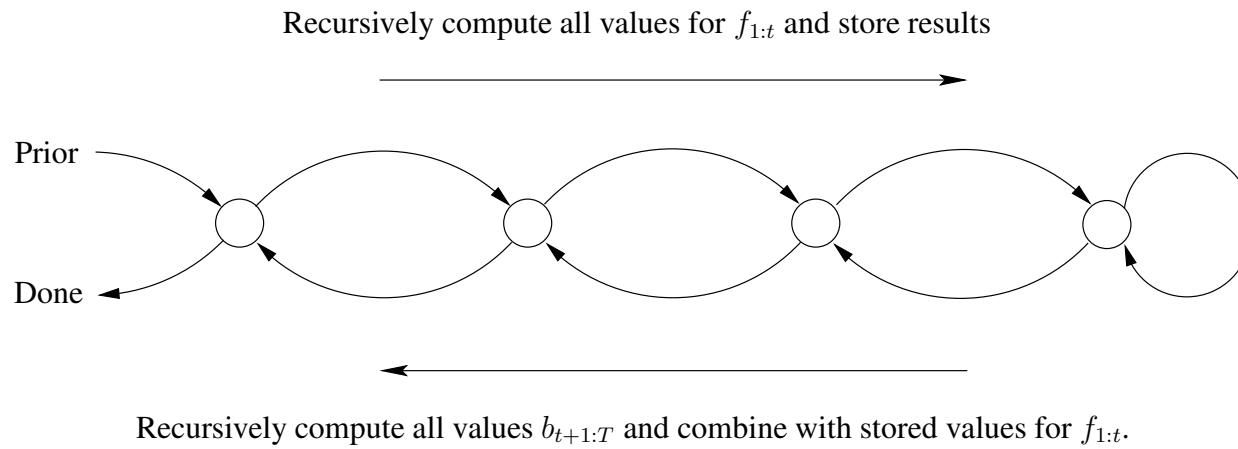 Recursively compute all values for $f_{1:t}$ and store results
Prior
Done
Recursively compute all values $b_{t+1:T}$ and combine with stored values for $f_{1:t}$.